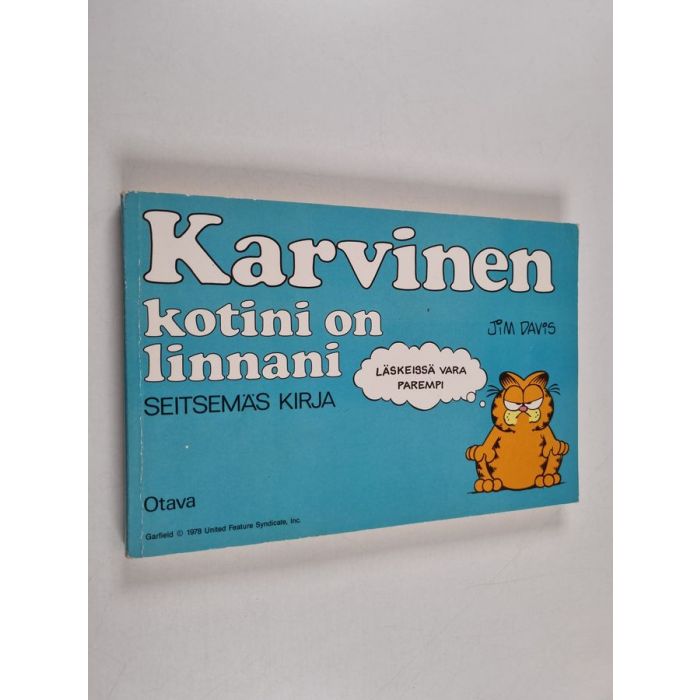 Karvinen
kotini on
linnani
JIM DAVIS
LÄSKEISSÄ VARA
PAREMPI
SEITSEMÄS KIRJA
Otava
Garfield © 1978 United Feature Syndicate, Inc.